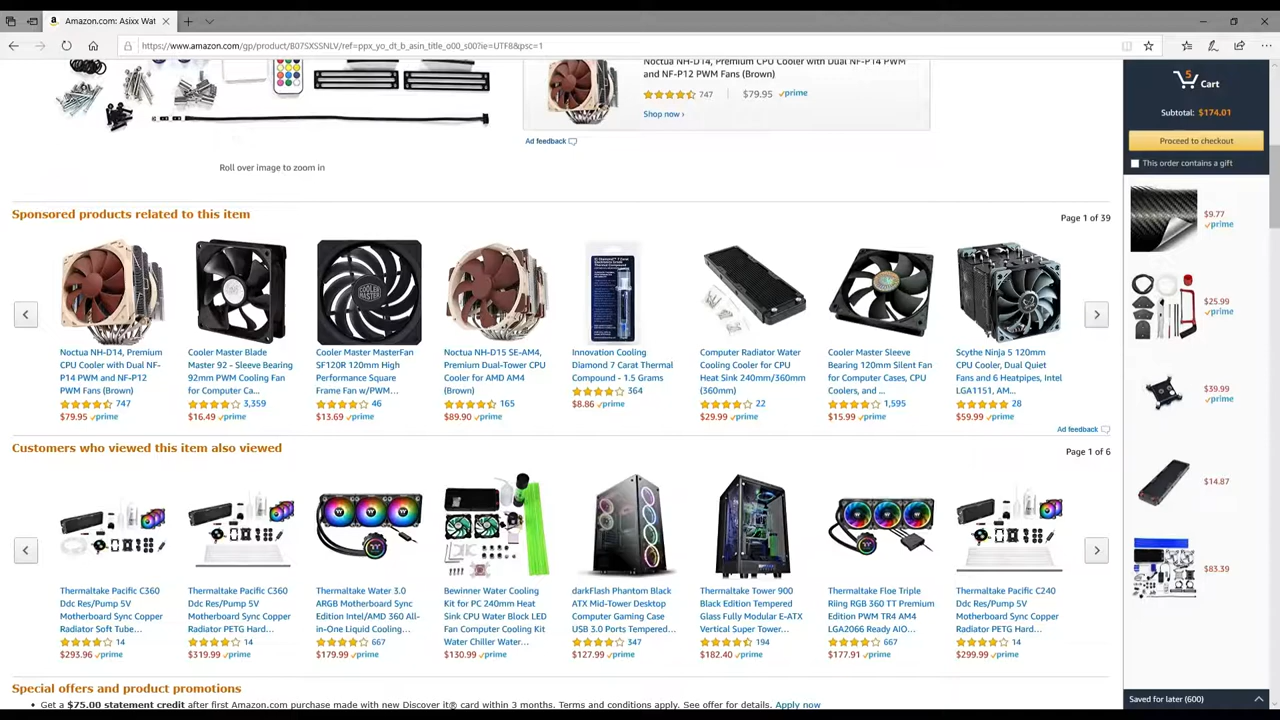 Amazon.com: Asixx Wat
https://www.amazon.com/gp/product/B07SXSSNLV/ref=ppx_yo_dt_b_asin_title_o00_s00?ie=UTF8&psc=1
Noctua NH-D14, Premium CPU Cooler with Dual NF-P14 PWM
and NF-P12 PWM Fans (Brown)
747 | $79.95 prime
Shop now ›
Ad feedback
Roll over image to zoom in
5
Cart
Subtotal: $174.01
Proceed to checkout
This order contains a gift
$9.77
prime
$25.99
prime
$39.99
prime
$14.87
$83.39
Saved for later (600)
Sponsored products related to this item
Page 1 of 39
Noctua NH-D14, Premium
CPU Cooler with Dual NF-
P14 PWM and NF-P12
PWM Fans (Brown)
747
$79.95 prime
Cooler Master Blade
Master 92 - Sleeve Bearing
92mm PWM Cooling Fan
for Computer Ca...
3,359
$16.49 prime
Cooler Master MasterFan
SF120R 120mm High
Performance Square
Frame Fan w/PWM...
46
$13.69 prime
Noctua NH-D15 SE-AM4,
Premium Dual-Tower CPU
Cooler for AMD AM4
(Brown)
165
$89.90 prime
Innovation Cooling
Diamond 7 Carat Thermal
Compound - 1.5 Grams
364
$8.86 prime
Computer Radiator Water
Cooling Cooler for CPU
Heat Sink 240mm/360mm
(360mm)
22
$29.99 prime
Cooler Master Sleeve
Bearing 120mm Silent Fan
for Computer Cases, CPU
Coolers, and ...
1,595
$15.99 prime
Scythe Ninja 5 120mm
CPU Cooler, Dual Quiet
Fans and 6 Heatpipes, Intel
LGA1151, AM...
28
$59.99 prime
Ad feedback
Customers who viewed this item also viewed
Page 1 of 6
Thermaltake Pacific C360
Ddc Res/Pump 5V
Motherboard Sync Copper
Radiator Soft Tube...
14
$293.96 prime
Thermaltake Pacific C360
Ddc Res/Pump 5V
Motherboard Sync Copper
Radiator PETG Hard...
14
$319.99 prime
Thermaltake Water 3.0
ARGB Motherboard Sync
Edition Intel/AMD 360 All-
in-One Liquid Cooling...
667
$179.99 prime
Bewinner Water Cooling
Kit for PC 240mm Heat
Sink CPU Water Block LED
Fan Computer Cooling Kit
Water Chiller Water...
$130.99 prime
darkFlash Phantom Black
ATX Mid-Tower Desktop
Computer Gaming Case
USB 3.0 Ports Tempered...
347
$127.99 prime
Thermaltake Tower 900
Black Edition Tempered
Glass Fully Modular E-ATX
Vertical Super Tower...
194
$182.40 prime
Thermaltake Floe Triple
Riing RGB 360 TT Premium
Edition PWM TR4 AM4
LGA2066 Ready AIO...
667
$177.91 prime
Thermaltake Pacific C240
Ddc Res/Pump 5V
Motherboard Sync Copper
Radiator PETG Hard...
14
$299.99 prime
Special offers and product promotions
• Get a $75.00 statement credit after first Amazon.com purchase made with new Discover it® card within 3 months. Terms and conditions apply. See offer for details. Apply now